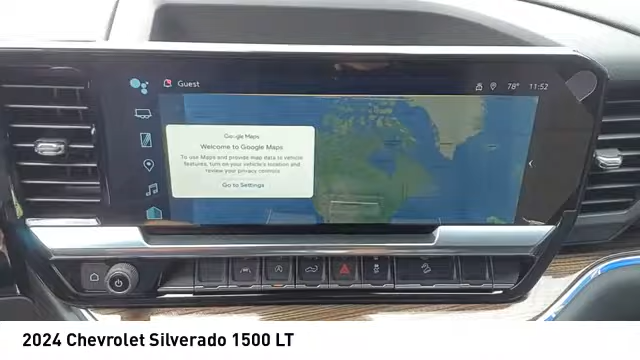 Guest
78° 11:52
Google Maps
Welcome to Google Maps
To use Maps and provide map data to vehicle
features, turn on your vehicle's location and
review your privacy controls
Go to Settings
2024 Chevrolet Silverado 1500 LT